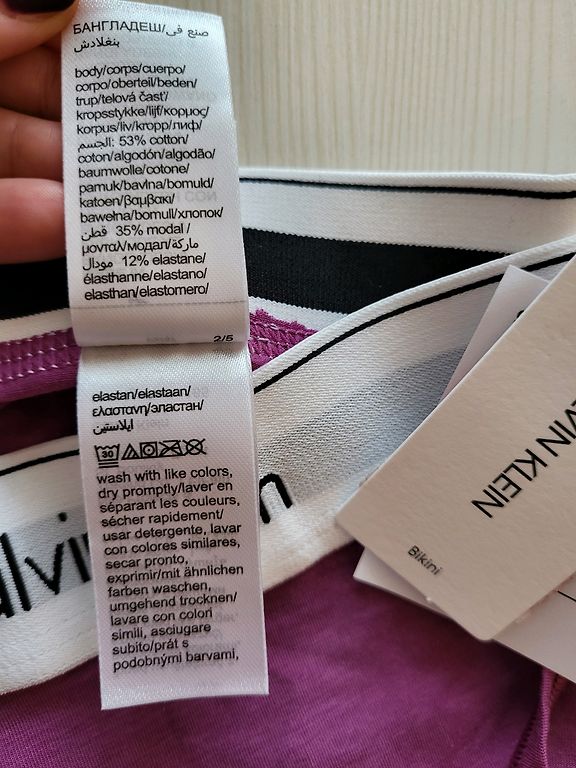 БАНГЛАДЕШ/صنع في
بنغلادش
body/corps/cuerpo/
corpo/oberteil/beden/
trup/telová časť/
kropsstykke/lijf/κορμος/
korpus/liv/kropp/лиф/
الجسم: 53% cotton/
coton/algodón/algodão/
baumwolle/cotone/
pamuk/bavlna/bomuld/
katoen/βαμβακι/
bawełna/bomull/хлопок/
قطن 35% modal /
μονταλ/модал/ماركة/
مودال 12% elastane/
élasthanne/elastano/
elasthan/elastomero/
2/5
elastan/elastaan/
ελαστανη/эластан/
ايلاستين
30
wash with like colors,
dry promptly/laver en
séparant les couleurs,
sécher rapidement/
usar detergente, lavar
con colores similares,
secar pronto,
exprimir/mit ähnlichen
farben waschen,
umgehend trocknen/
lavare con colori
simili, asciugare
subito/prát s
podobnými barvami,
alvin
n
VIN KLEIN
Bikini